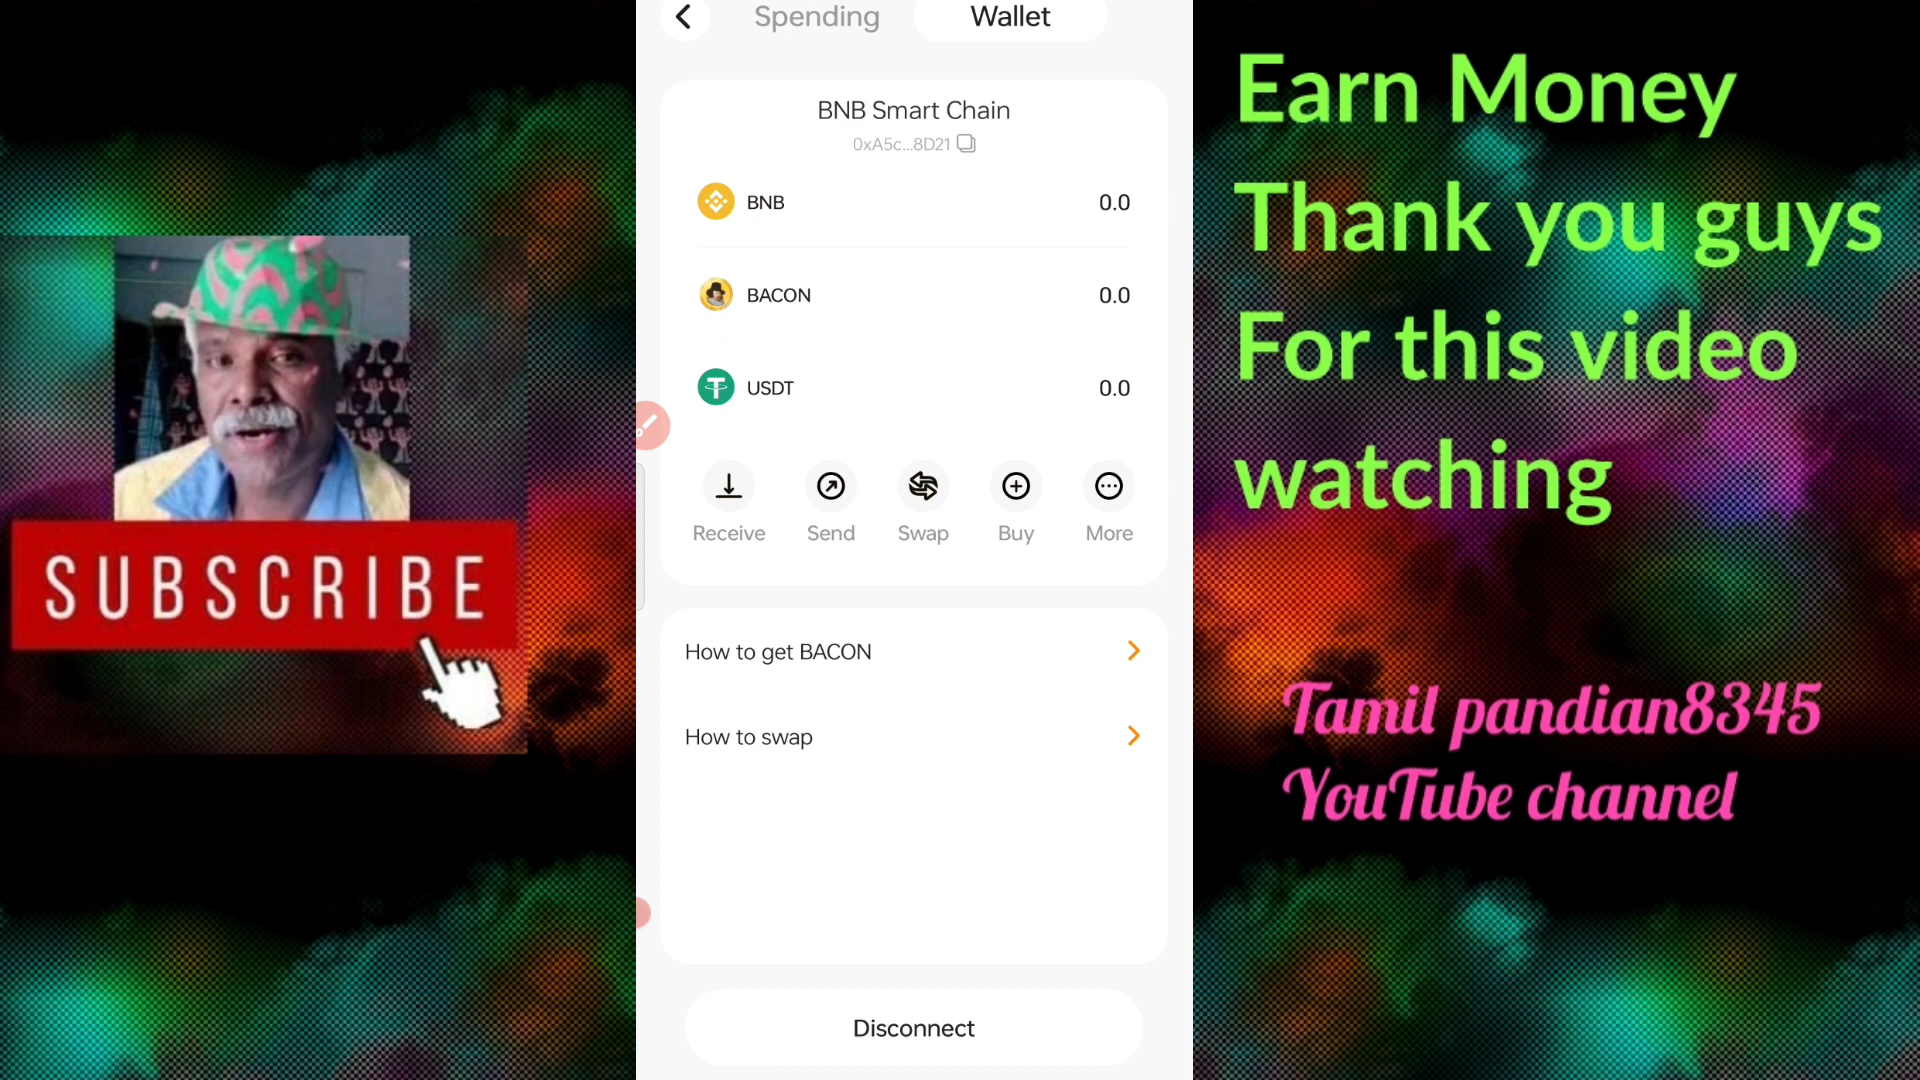 Spending
Wallet
BNB Smart Chain
0xA5c...8D21
BNB
0.0
BACON
0.0
USDT
0.0
Receive
Send
Swap
Buy
More
How to get BACON
How to swap
Disconnect
SUBSCRIBE
Earn Money
Thank you guys
For this video
watching
Tamil pandian8345
YouTube channel